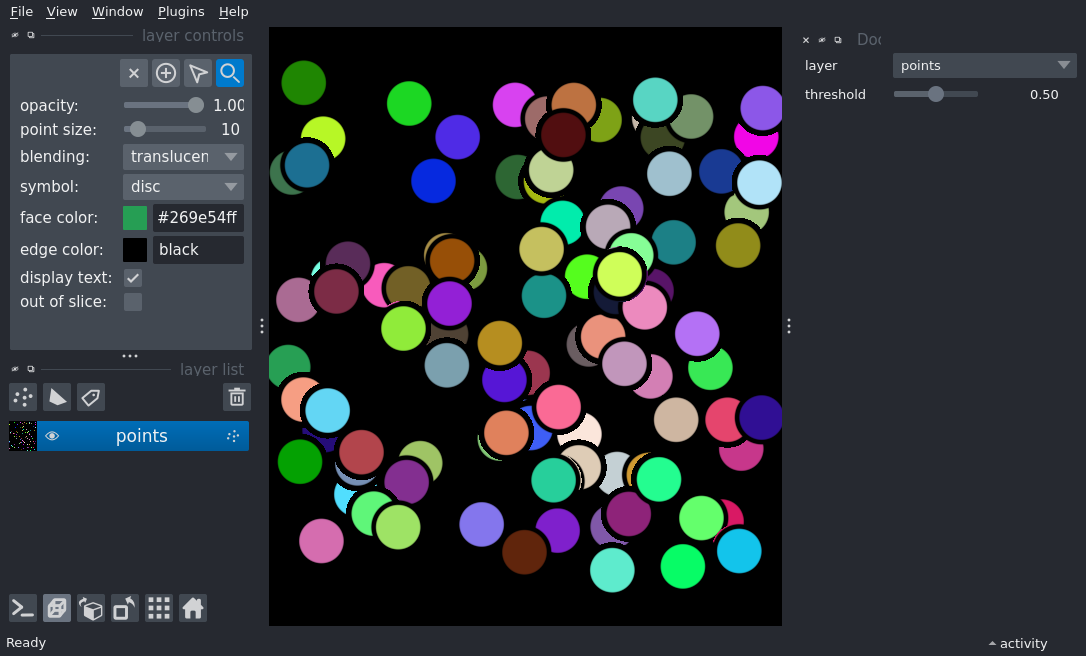 File View Window Plugins Help
layer controls
opacity: 1.00
point size: 10
blending: translucen
symbol: disc
face color: #269e54ff
edge color: black
display text:
out of slice:
layer list
points
Ready
Doc
layer points
threshold 0.50
activity